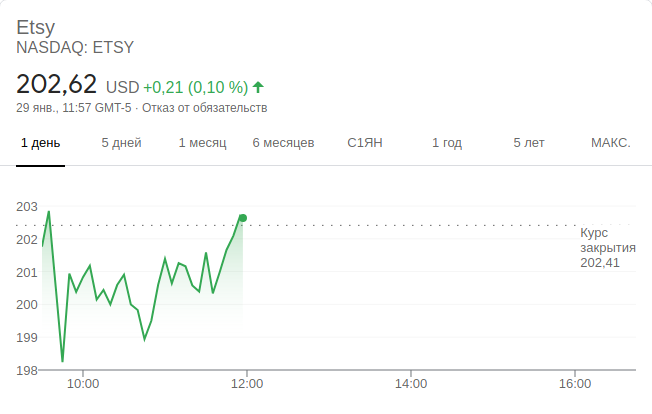 Etsy
NASDAQ: ETSY
202,62 USD +0,21 (0,10 %)
29 янв., 11:57 GMT-5 · Отказ от обязательств
1 день 5 дней 1 месяц 6 месяцев С1ЯН 1 год 5 лет МАКС.
203
202
201
200
199
198
Курс
закрытия
202,41
10:00 12:00 14:00 16:00